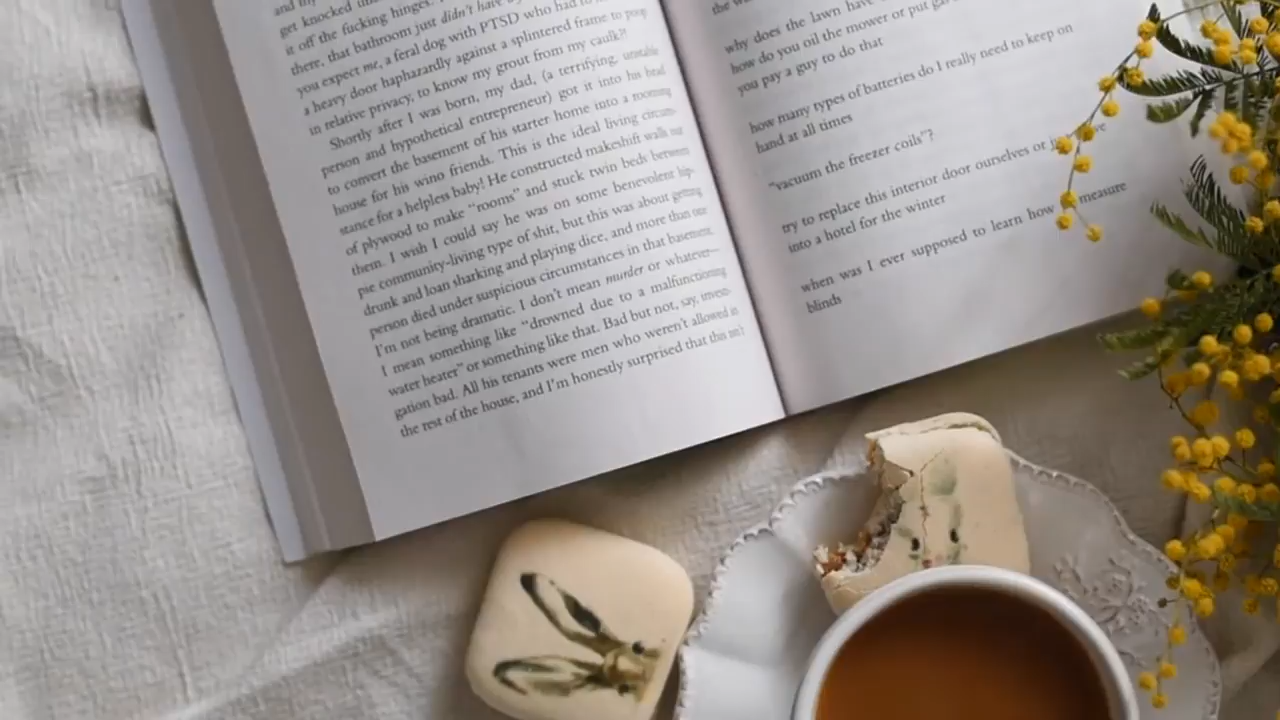 get knocked
it off the fucking hinges.
there, that bathroom just didn't have
you expect me, a feral dog with PTSD who had to
a heavy door haphazardly against a splintered frame to poop
in relative privacy, to know my grout from my caulk?!
Shortly after I was born, my dad, (a terrifying, unstable
person and hypothetical entrepreneur) got it into his head
to convert the basement of his starter home into a rooming
house for his wino friends. This is the ideal living circum-
stance for a helpless baby! He constructed makeshift walls out
of plywood to make “rooms” and stuck twin beds between
them. I wish I could say he was on some benevolent hip-
pie community-living type of shit, but this was about getting
drunk and loan sharking and playing dice, and more than one
person died under suspicious circumstances in that basement.
I'm not being dramatic. I don't mean murder or whatever—
I mean something like “drowned due to a malfunctioning
water heater” or something like that. Bad but not, say, inves-
gation bad. All his tenants were men who weren't allowed in
the rest of the house, and I'm honestly surprised that this isn't
why does the lawn have
how do you oil the mower or put
you pay a guy to do that
how many types of batteries do I really need to keep on
hand at all times
“vacuum the freezer coils”?
try to replace this interior door ourselves or
into a hotel for the winter
when was I ever supposed to learn how measure
blinds